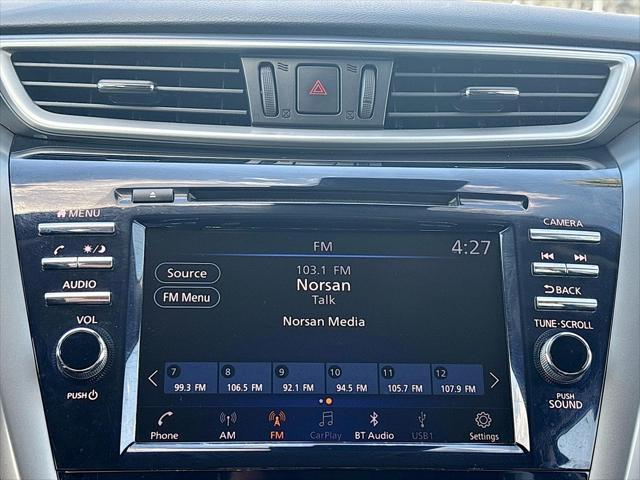 MENU
CAMERA
FM
4:27
103.1 FM
Source
Norsan
Talk
FM Menu
AUDIO
BACK
Norsan Media
VOL
TUNE·SCROLL
7 8 9 10 11 12
99.3 FM 106.5 FM 92.1 FM 94.5 FM 105.7 FM 107.9 FM
PUSH
PUSH
SOUND
Phone AM FM CarPlay BT Audio USB1 Settings